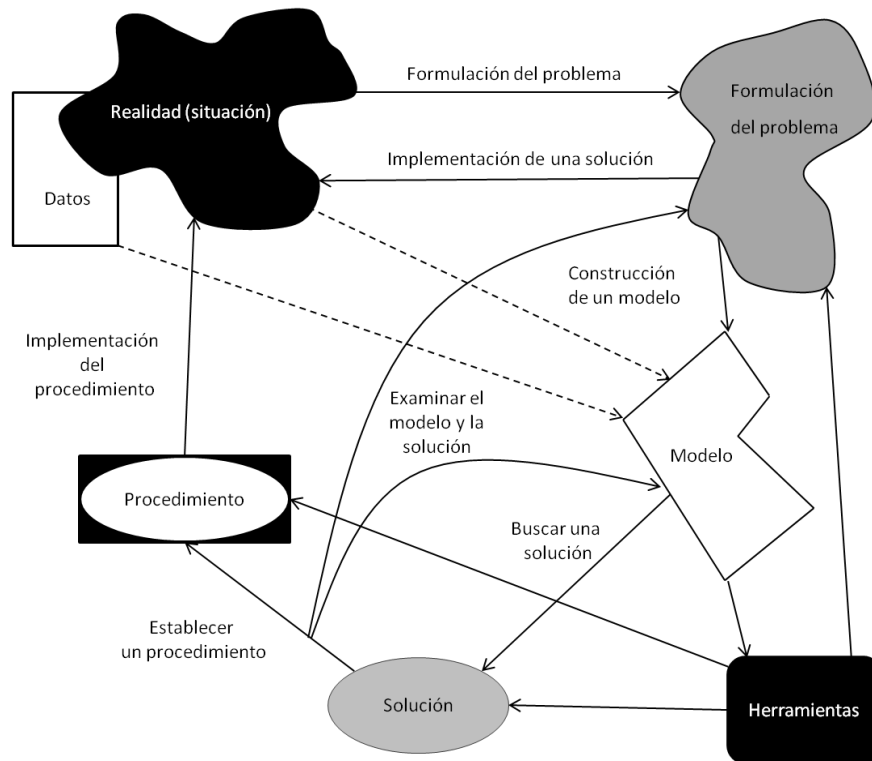 Formulación del problema
Realidad (situación)
Formulación
del problema
Implementación de una solución
Datos
Construcción
de un modelo
Implementación
del
procedimiento
Examinar el
modelo y la
solución
Modelo
Procedimiento
Buscar una
solución
Establecer
un procedimiento
Solución
Herramientas